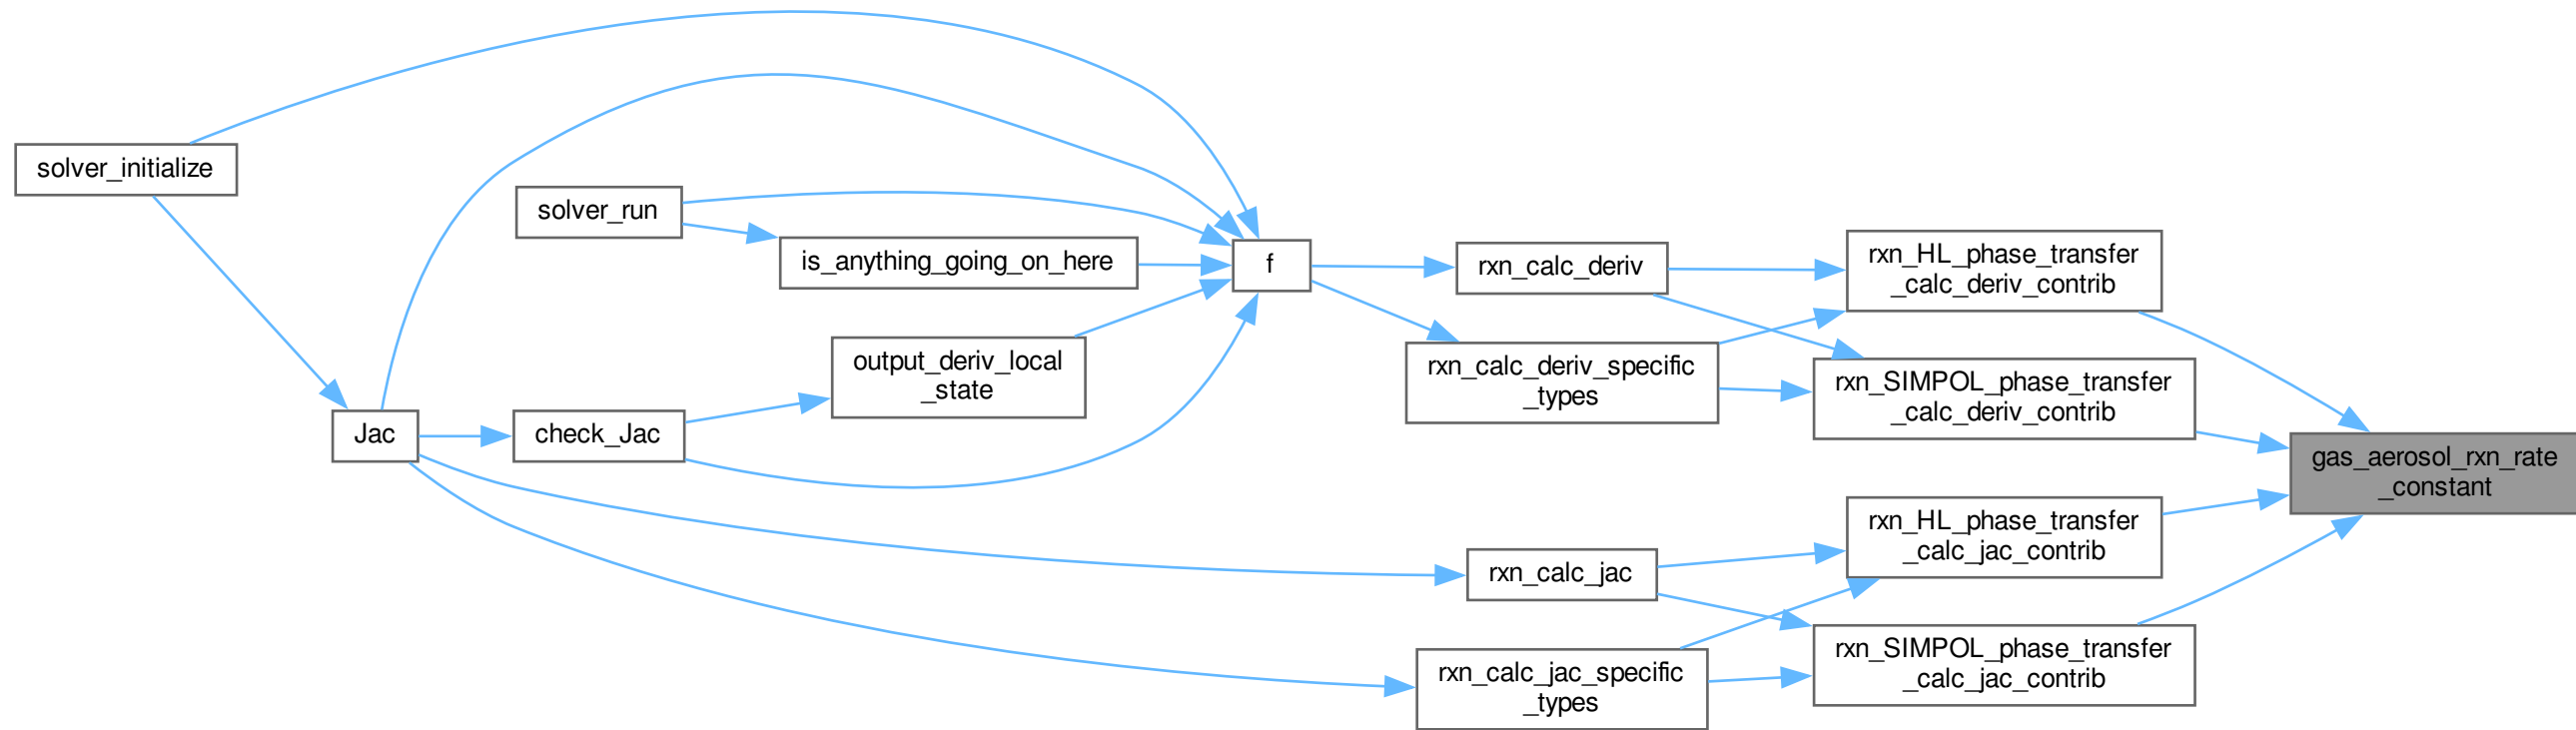 solver_initialize
solver_run
is_anything_going_on_here
output_deriv_local
_state
Jac
check_Jac
f
rxn_calc_deriv
rxn_calc_deriv_specific
_types
rxn_calc_jac
rxn_calc_jac_specific
_types
rxn_HL_phase_transfer
_calc_deriv_contrib
rxn_SIMPOL_phase_transfer
_calc_deriv_contrib
rxn_HL_phase_transfer
_calc_jac_contrib
rxn_SIMPOL_phase_transfer
_calc_jac_contrib
gas_aerosol_rxn_rate
_constant